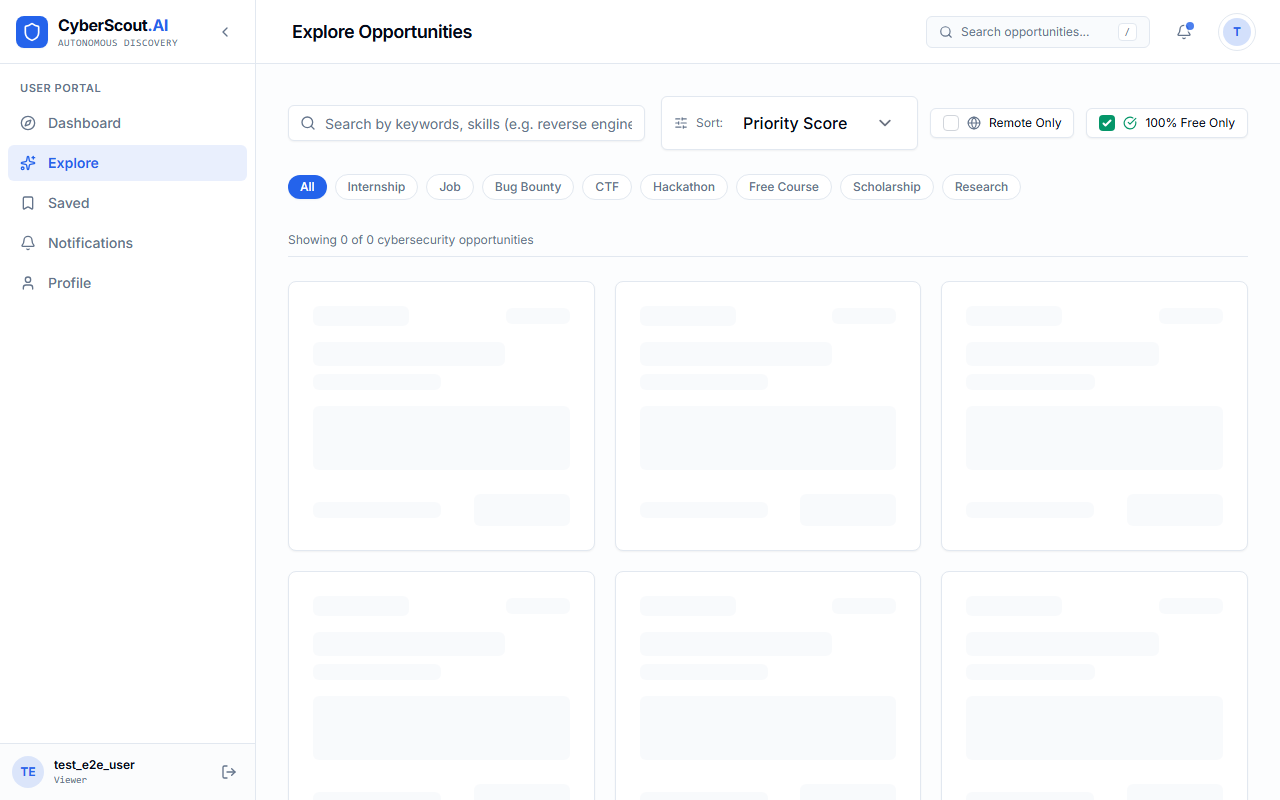 CyberScout.AI
AUTONOMOUS DISCOVERY
Explore Opportunities
Search opportunities...
/
T
USER PORTAL
Dashboard
Explore
Saved
Notifications
Profile
Search by keywords, skills (e.g. reverse engine
Sort:
Priority Score
Remote Only
100% Free Only
All
Internship
Job
Bug Bounty
CTF
Hackathon
Free Course
Scholarship
Research
Showing 0 of 0 cybersecurity opportunities
TE
test_e2e_user
Viewer